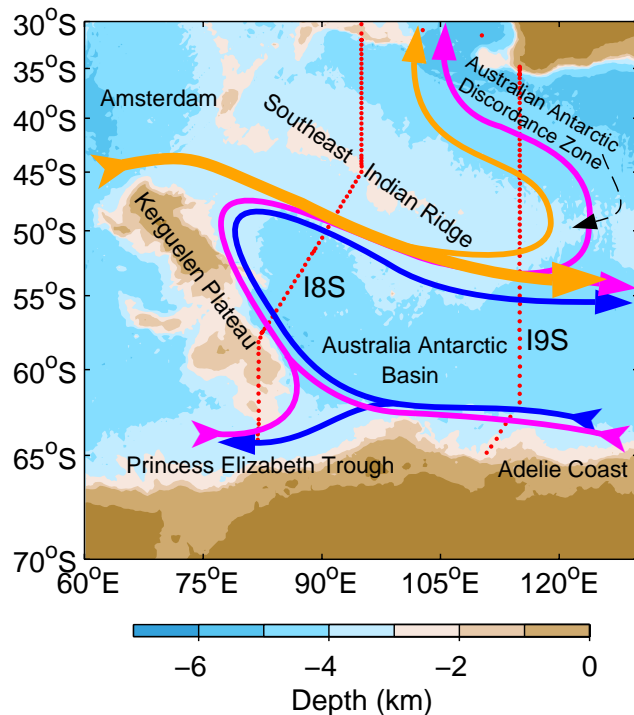 30°S
35°S
40°S
45°S
50°S
55°S
60°S
65°S
70°S
60°E
75°E
90°E
105°E
120°E
Amsterdam
Southeast Indian Ridge
Australian Antarctic
Discordance Zone
Kerguelen Plateau
I8S
I9S
Australia Antarctic
Basin
Princess Elizabeth Trough
Adelie Coast
−6
−4
−2
0
Depth (km)